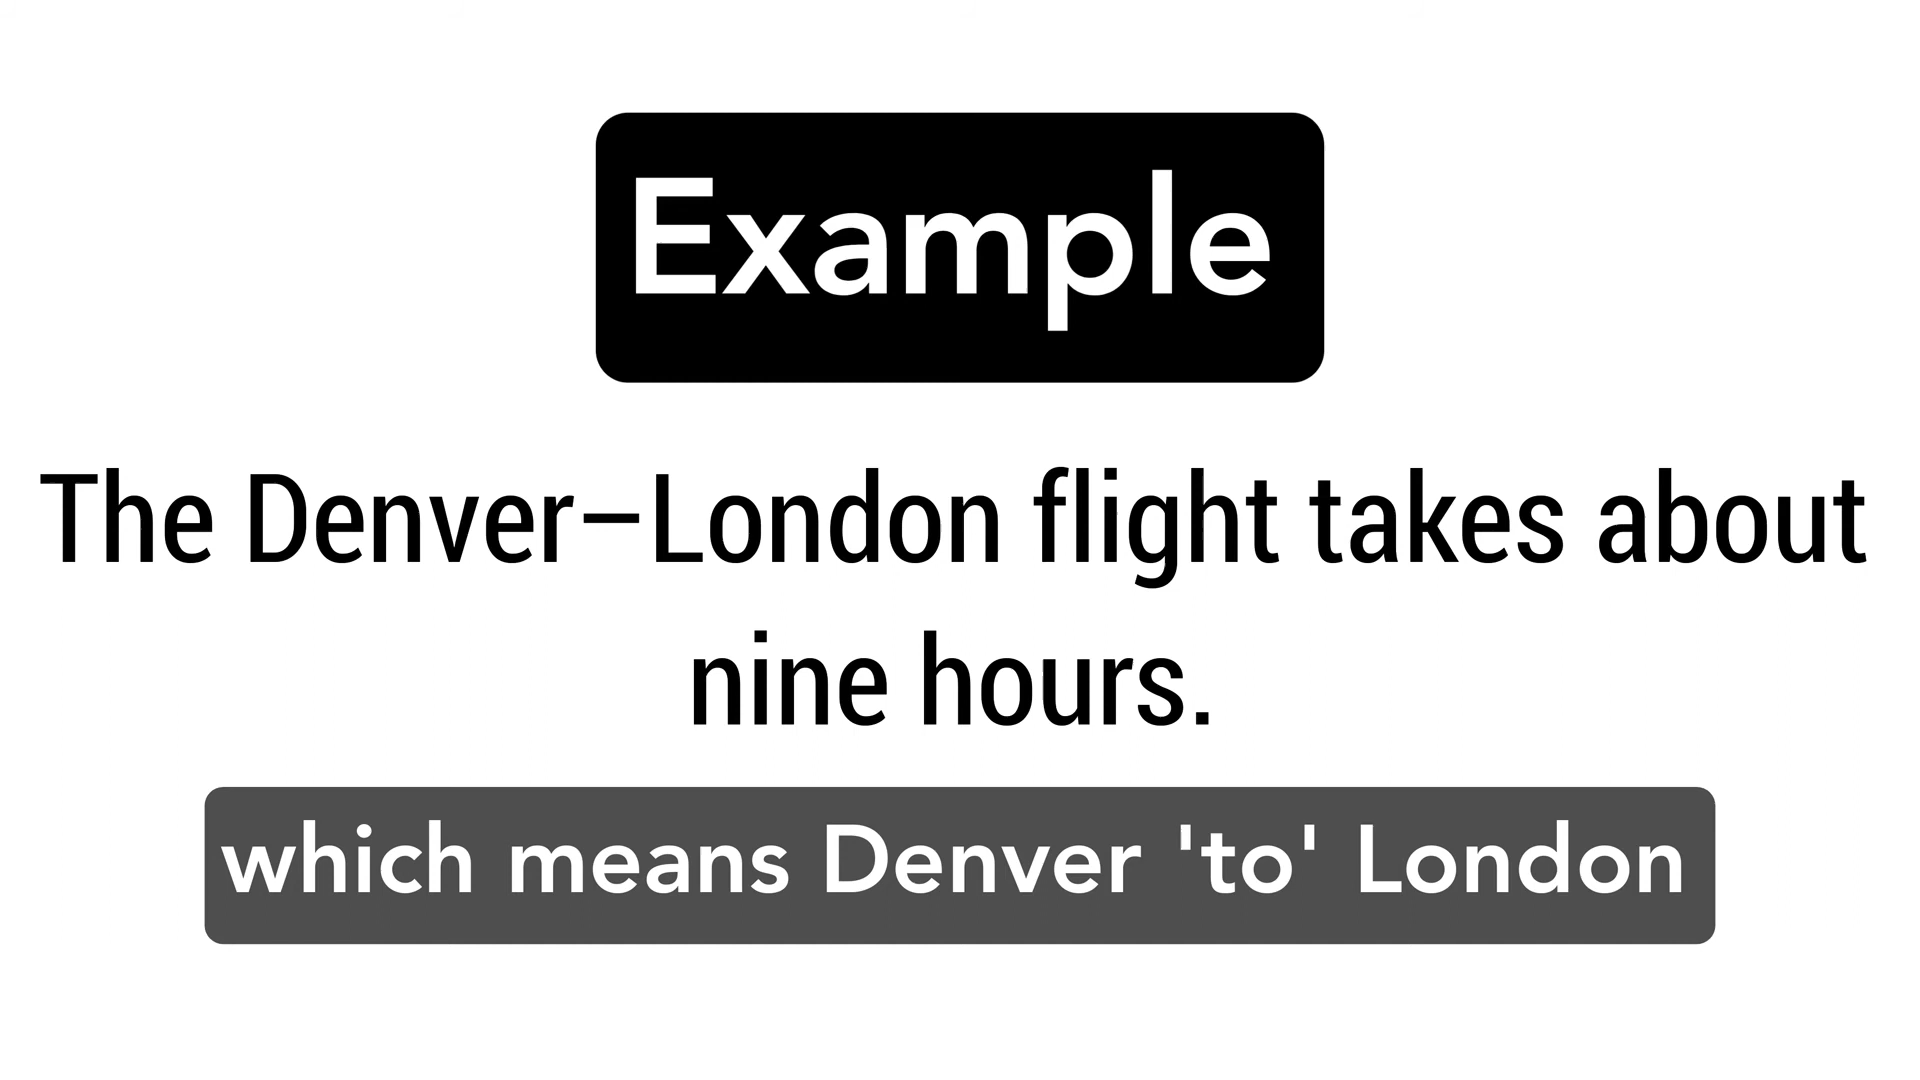 Example
The Denver–London flight takes about
nine hours.
which means Denver 'to' London